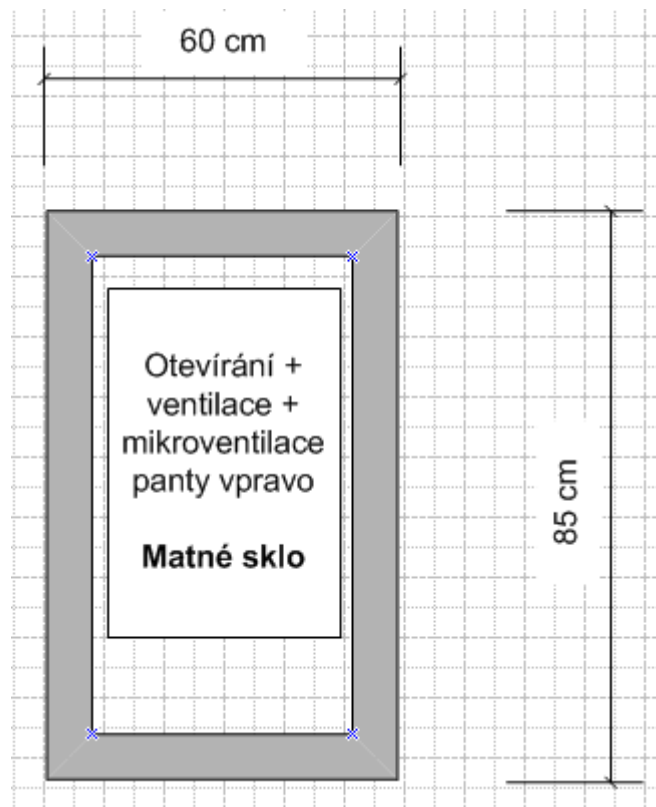 60 cm
Otevírání +
ventilace +
mikroventilace
panty vpravo
Matné sklo
85 cm